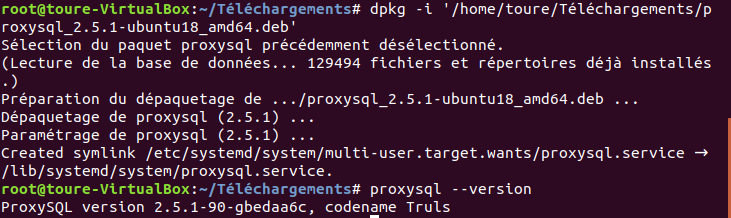 root@toure-VirtualBox:~/Téléchargements# dpkg -i '/home/toure/Téléchargements/p
roxysql_2.5.1-ubuntu18_amd64.deb'
Sélection du paquet proxysql précédemment désélectionné.
(Lecture de la base de données... 129494 fichiers et répertoires déjà installés
.)
Préparation du dépaquetage de .../proxysql_2.5.1-ubuntu18_amd64.deb ...
Dépaquetage de proxysql (2.5.1) ...
Paramétrage de proxysql (2.5.1) ...
Created symlink /etc/systemd/system/multi-user.target.wants/proxysql.service →
/lib/systemd/system/proxysql.service.
root@toure-VirtualBox:~/Téléchargements# proxysql --version
ProxySQL version 2.5.1-90-gbedaa6c, codename Truls